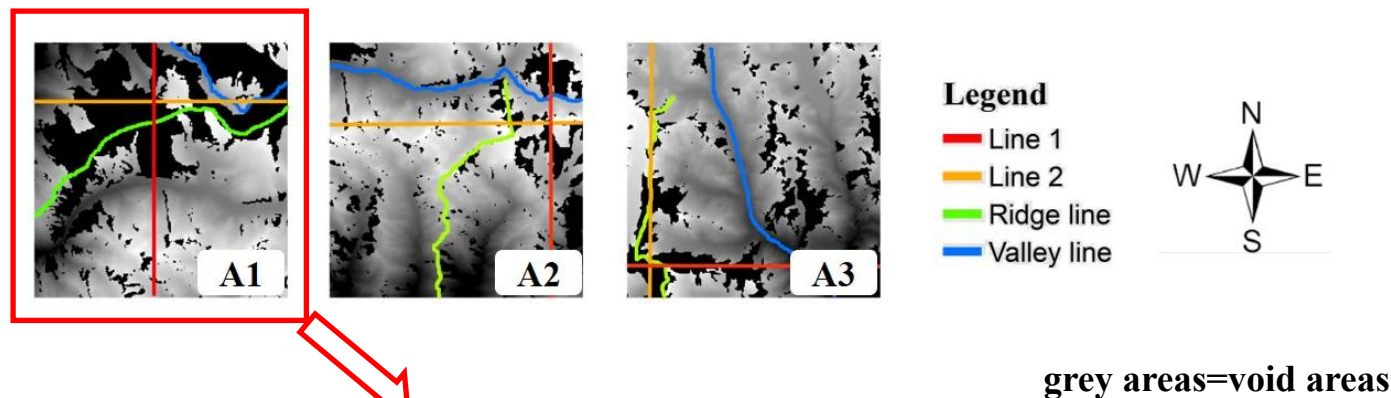 A1
A2
A3
Legend
Line 1
Line 2
Ridge line
Valley line
N
W E
S
grey areas=void areas